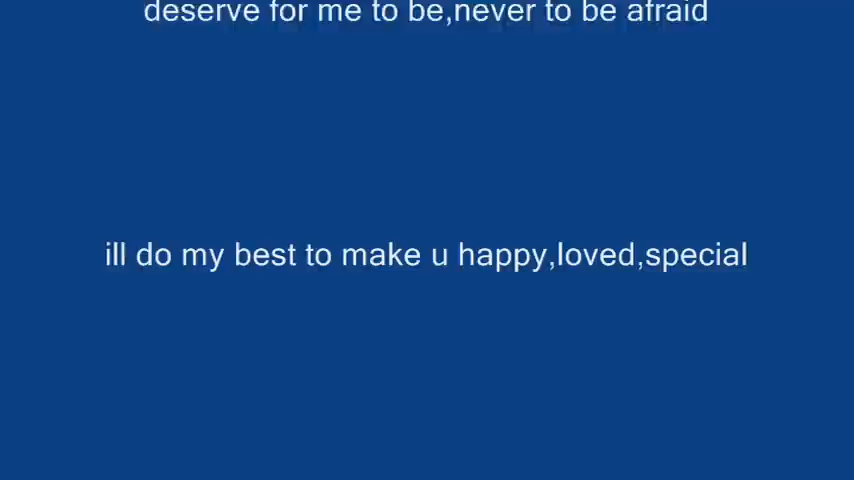 deserve for me to be,never to be afraid
ill do my best to make u happy,loved,special